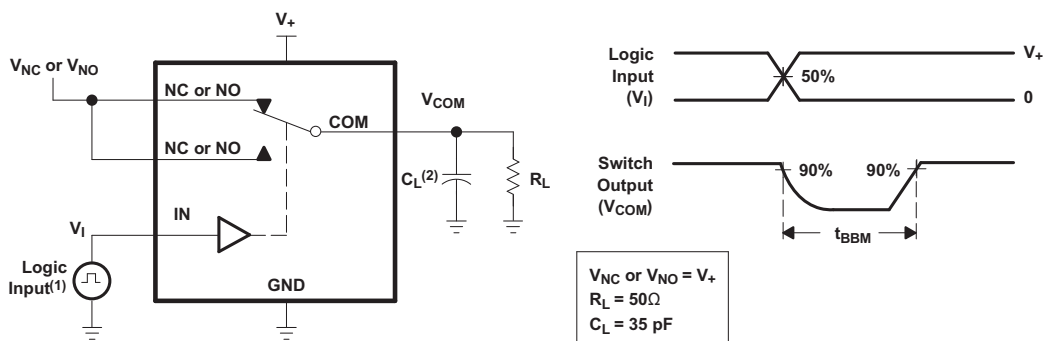 V+
VNC or VNO
NC or NO
VCOM
COM
NC or NO
CL(2)
RL
IN
VI
Logic
Input(1)
GND
Logic
Input
(VI)
50%
V+
0
Switch
Output
(VCOM)
90%
90%
tBBM
VNC or VNO = V+
RL = 50Ω
CL = 35 pF